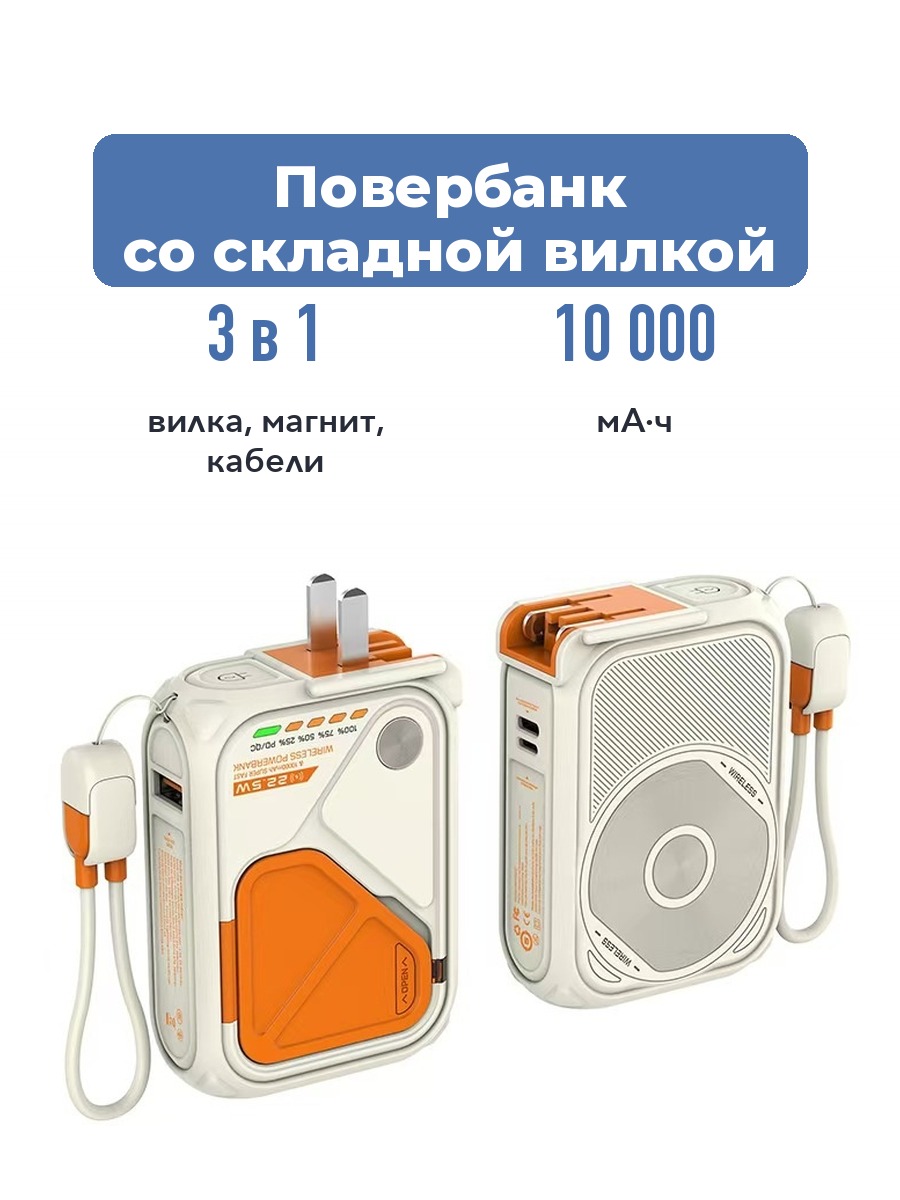 Повербанк
со складной вилкой
3 в 1
10 000
вилка, магнит,
кабели
мА·ч
100% 75% 50% 25% PD/QC
WIRELESS POWERBANK
22.5W
OPEN
WIRELESS
WIRELESS